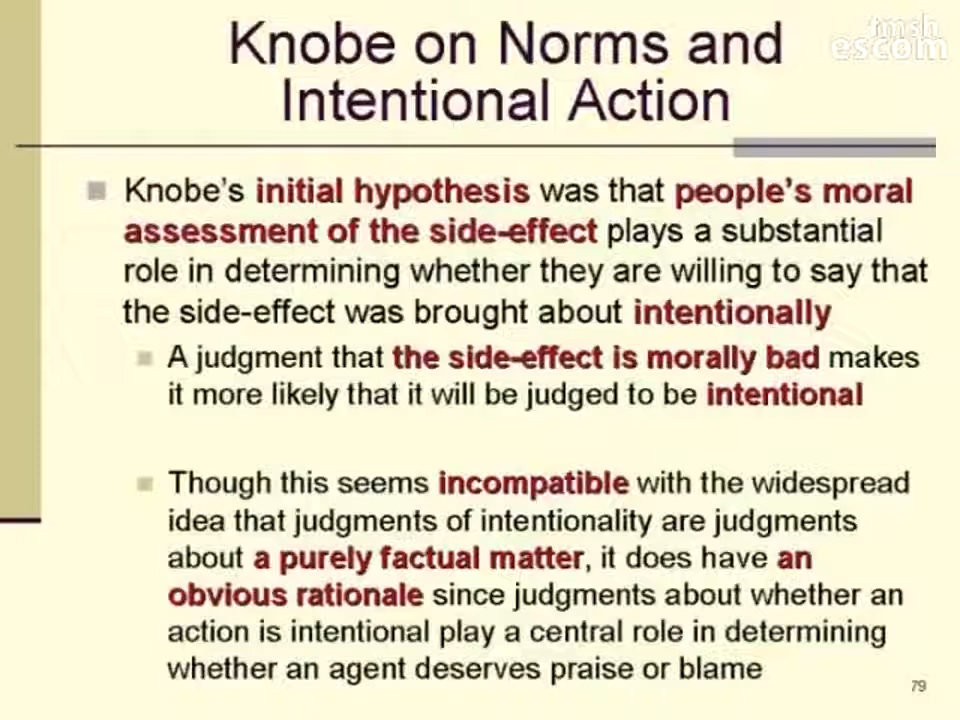 tmsh
escom
Knobe on Norms and
Intentional Action
Knobe's initial hypothesis was that people's moral
assessment of the side-effect plays a substantial
role in determining whether they are willing to say that
the side-effect was brought about intentionally
A judgment that the side-effect is morally bad makes
it more likely that it will be judged to be intentional
Though this seems incompatible with the widespread
idea that judgments of intentionality are judgments
about a purely factual matter, it does have an
obvious rationale since judgments about whether an
action is intentional play a central role in determining
whether an agent deserves praise or blame
79